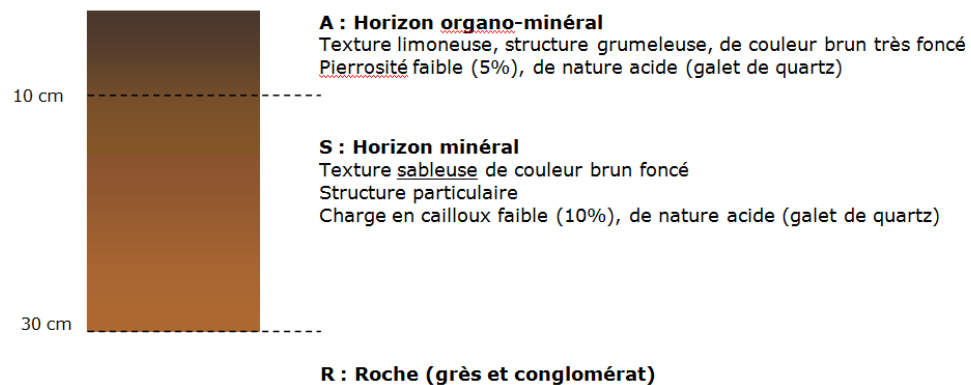 A : Horizon organo-minéral
Texture limoneuse, structure grumeleuse, de couleur brun très foncé
Pierrosité faible (5%), de nature acide (galet de quartz)
10 cm
S : Horizon minéral
Texture sableuse de couleur brun foncé
Structure particulaire
Charge en cailloux faible (10%), de nature acide (galet de quartz)
30 cm
R : Roche (grès et conglomérat)